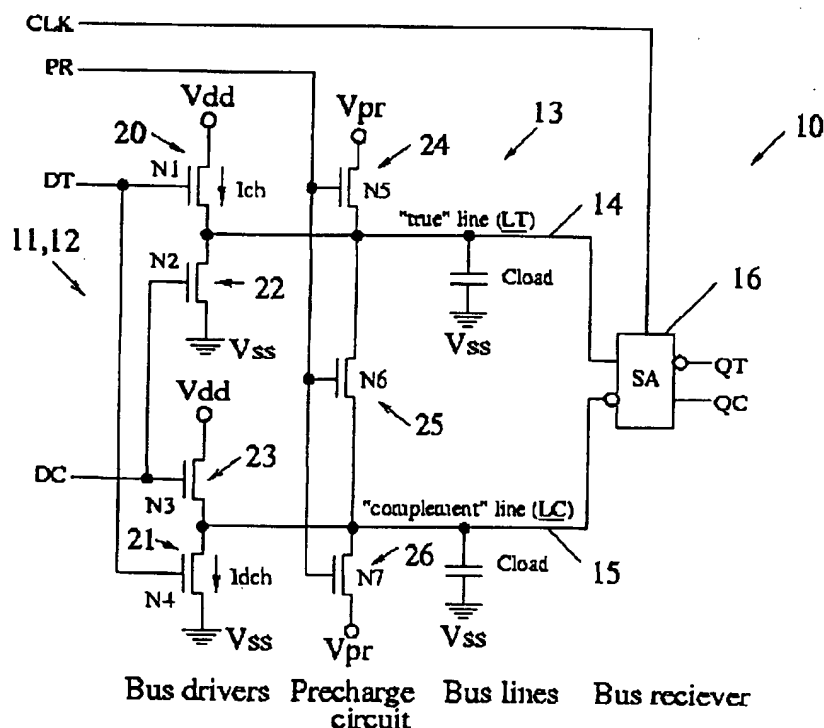 CLK
PR
Vdd
Vpr
13
10
20
24
N1
DT
Ich
N5
"true" line (LT)
14
11,12
N2
22
Cload
16
Vss
Vss
SA
QT
QC
N6
25
Vdd
23
DC
N3
"complement" line (LC)
21
26
15
N4
Idch
N7
Cload
Vss
Vpr
Vss
Bus drivers
Precharge circuit
Bus lines
Bus reciever